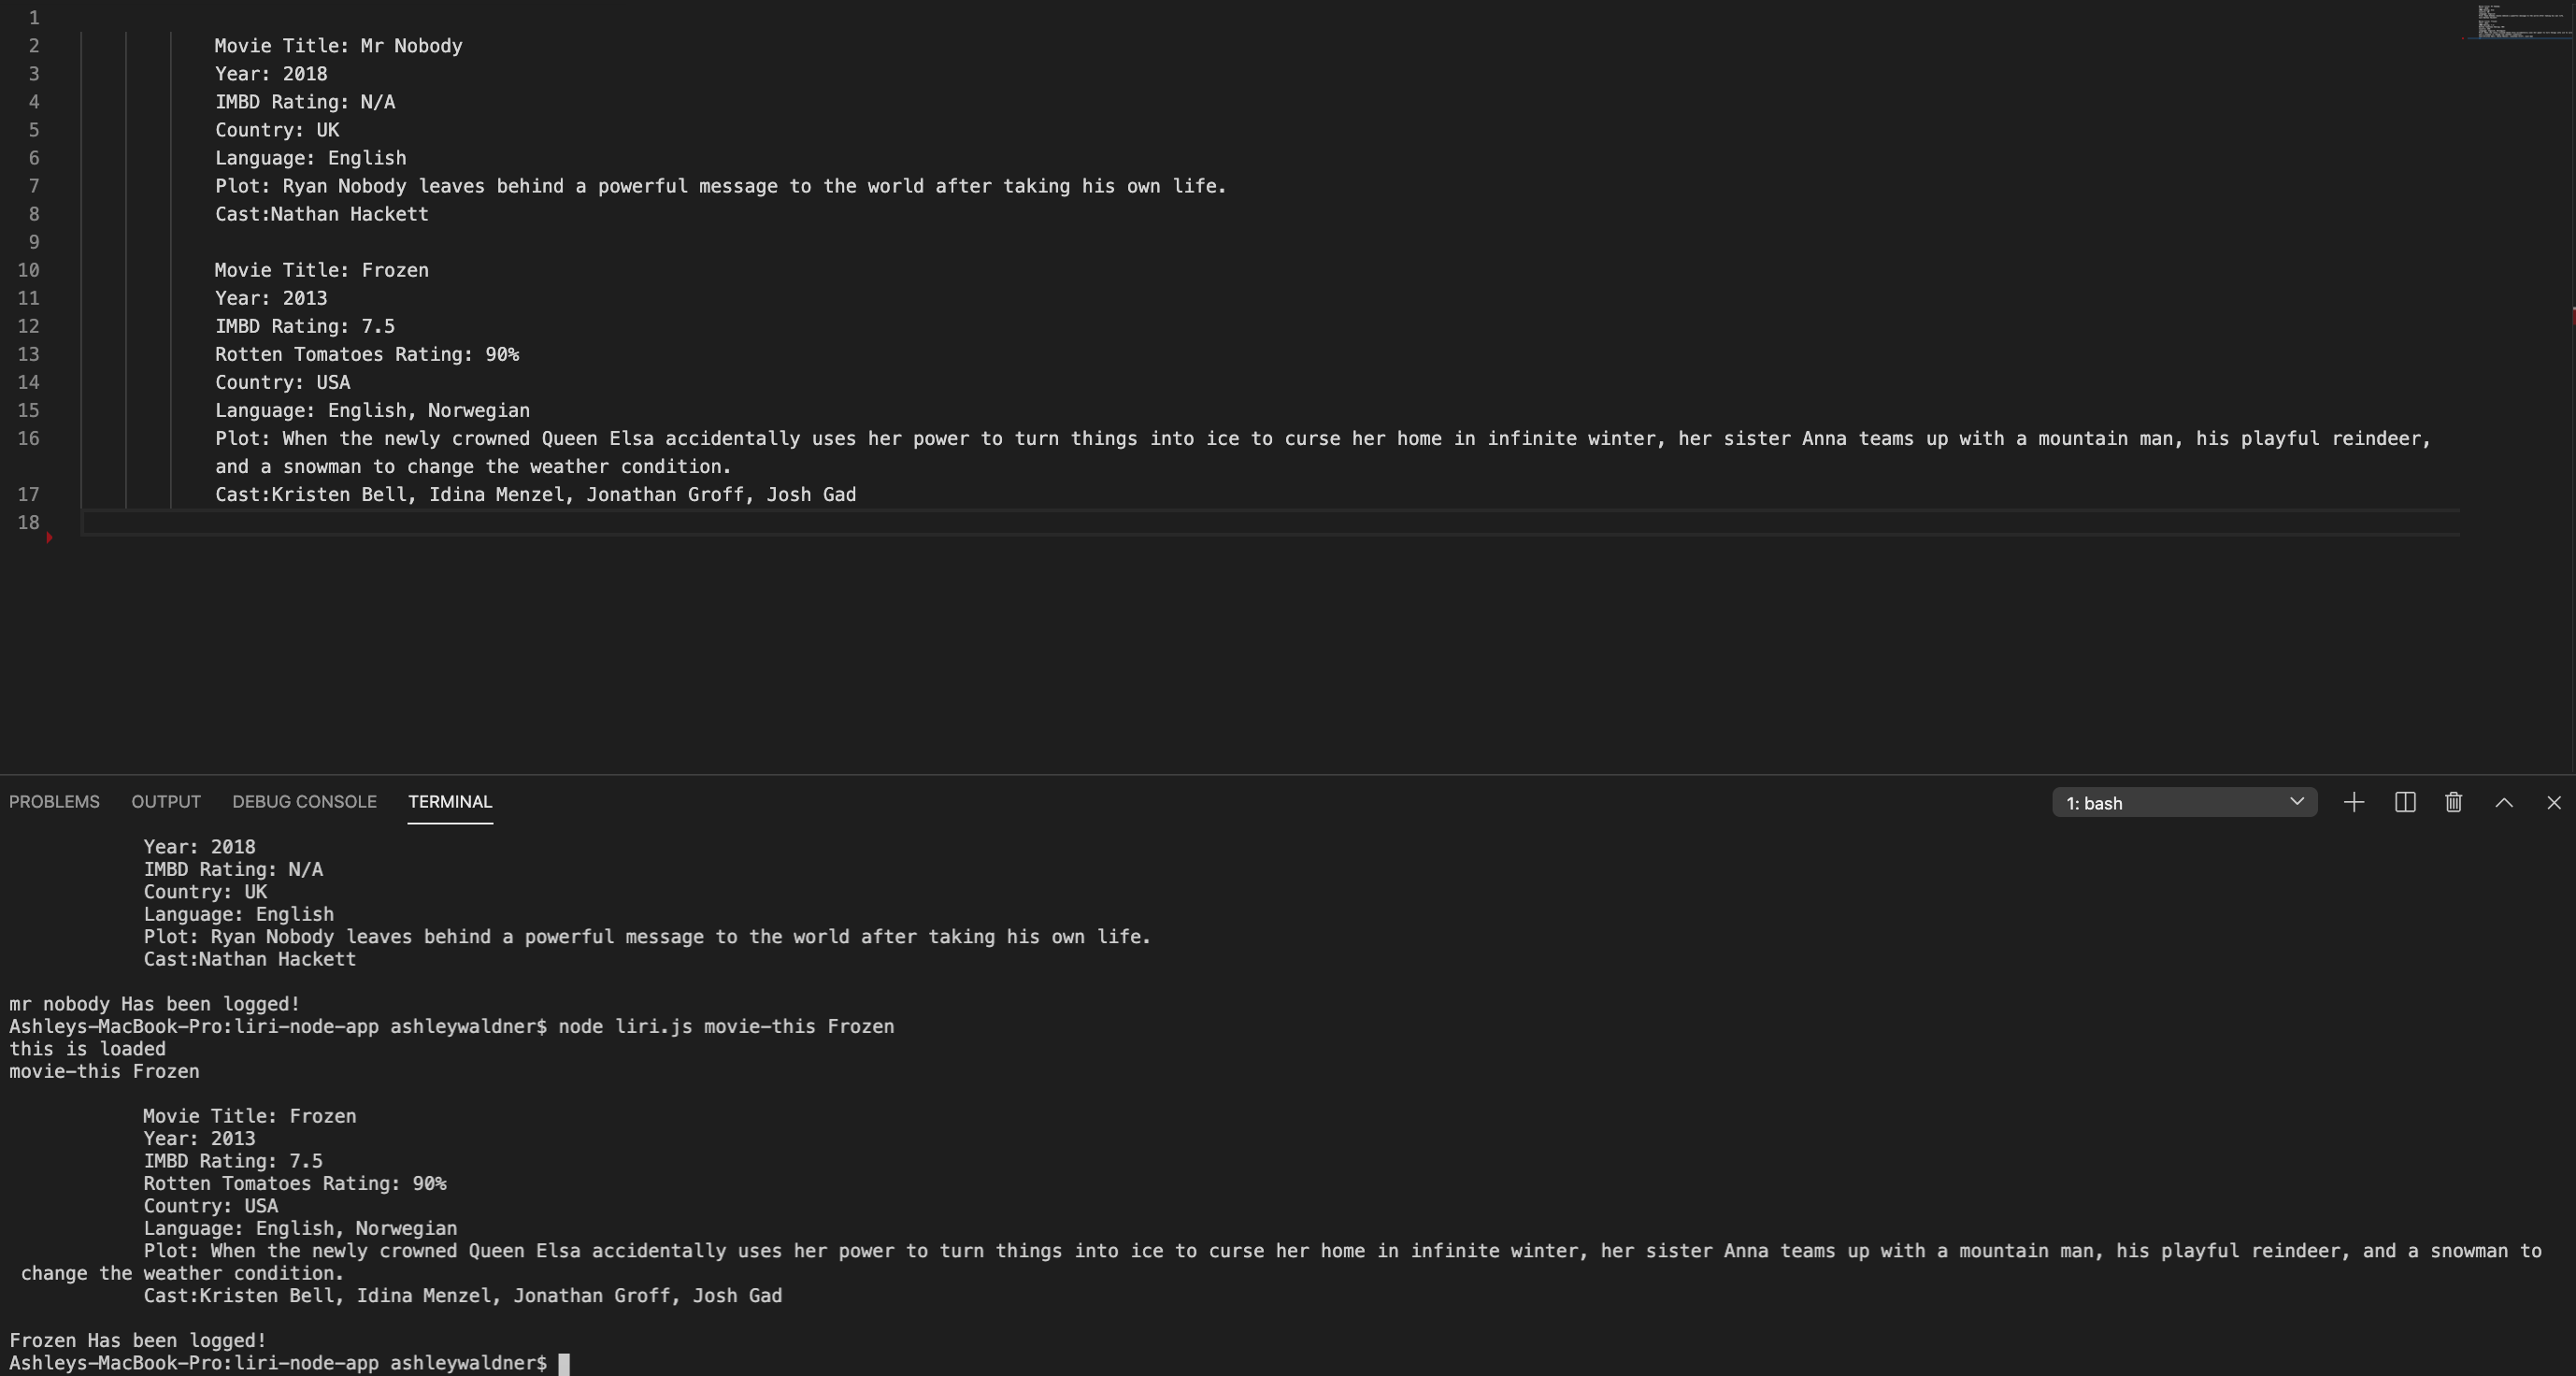 1
2 Movie Title: Mr Nobody
3 Year: 2018
4 IMBD Rating: N/A
5 Country: UK
6 Language: English
7 Plot: Ryan Nobody leaves behind a powerful message to the world after taking his own life.
8 Cast:Nathan Hackett
9
10 Movie Title: Frozen
11 Year: 2013
12 IMBD Rating: 7.5
13 Rotten Tomatoes Rating: 90%
14 Country: USA
15 Language: English, Norwegian
16 Plot: When the newly crowned Queen Elsa accidentally uses her power to turn things into ice to curse her home in infinite winter, her sister Anna teams up with a mountain man, his playful reindeer,
and a snowman to change the weather condition.
17 Cast:Kristen Bell, Idina Menzel, Jonathan Groff, Josh Gad
18
PROBLEMS OUTPUT DEBUG CONSOLE TERMINAL 1: bash
Year: 2018
IMBD Rating: N/A
Country: UK
Language: English
Plot: Ryan Nobody leaves behind a powerful message to the world after taking his own life.
Cast:Nathan Hackett
mr nobody Has been logged!
Ashleys-MacBook-Pro:liri-node-app ashleywaldner$ node liri.js movie-this Frozen
this is loaded
movie-this Frozen
Movie Title: Frozen
Year: 2013
IMBD Rating: 7.5
Rotten Tomatoes Rating: 90%
Country: USA
Language: English, Norwegian
Plot: When the newly crowned Queen Elsa accidentally uses her power to turn things into ice to curse her home in infinite winter, her sister Anna teams up with a mountain man, his playful reindeer, and a snowman to
change the weather condition.
Cast:Kristen Bell, Idina Menzel, Jonathan Groff, Josh Gad
Frozen Has been logged!
Ashleys-MacBook-Pro:liri-node-app ashleywaldner$